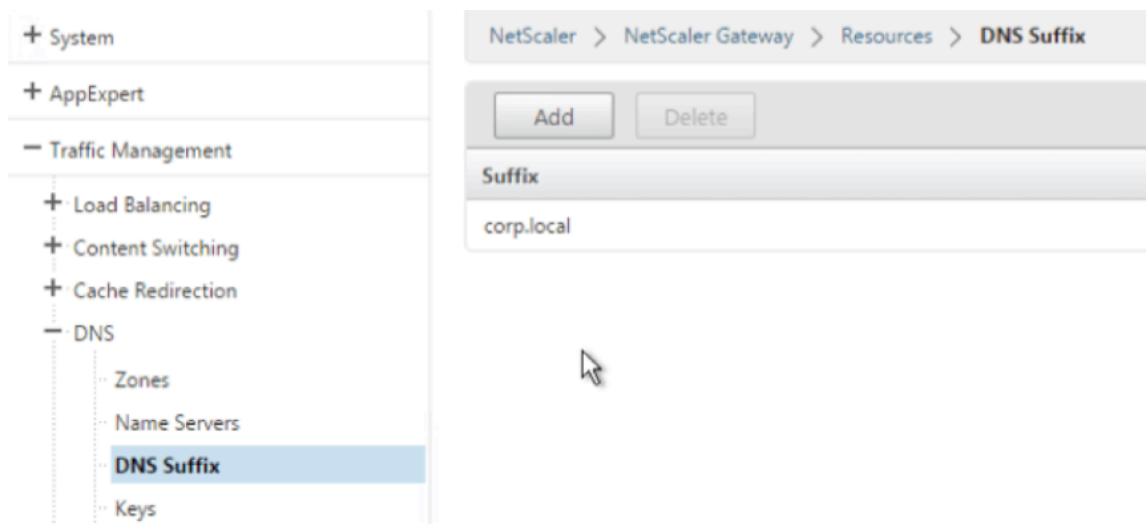 + System
+ AppExpert
− Traffic Management
+ Load Balancing
+ Content Switching
+ Cache Redirection
− DNS
Zones
Name Servers
DNS Suffix
Keys
NetScaler > NetScaler Gateway > Resources > DNS Suffix
Add Delete
Suffix
corp.local